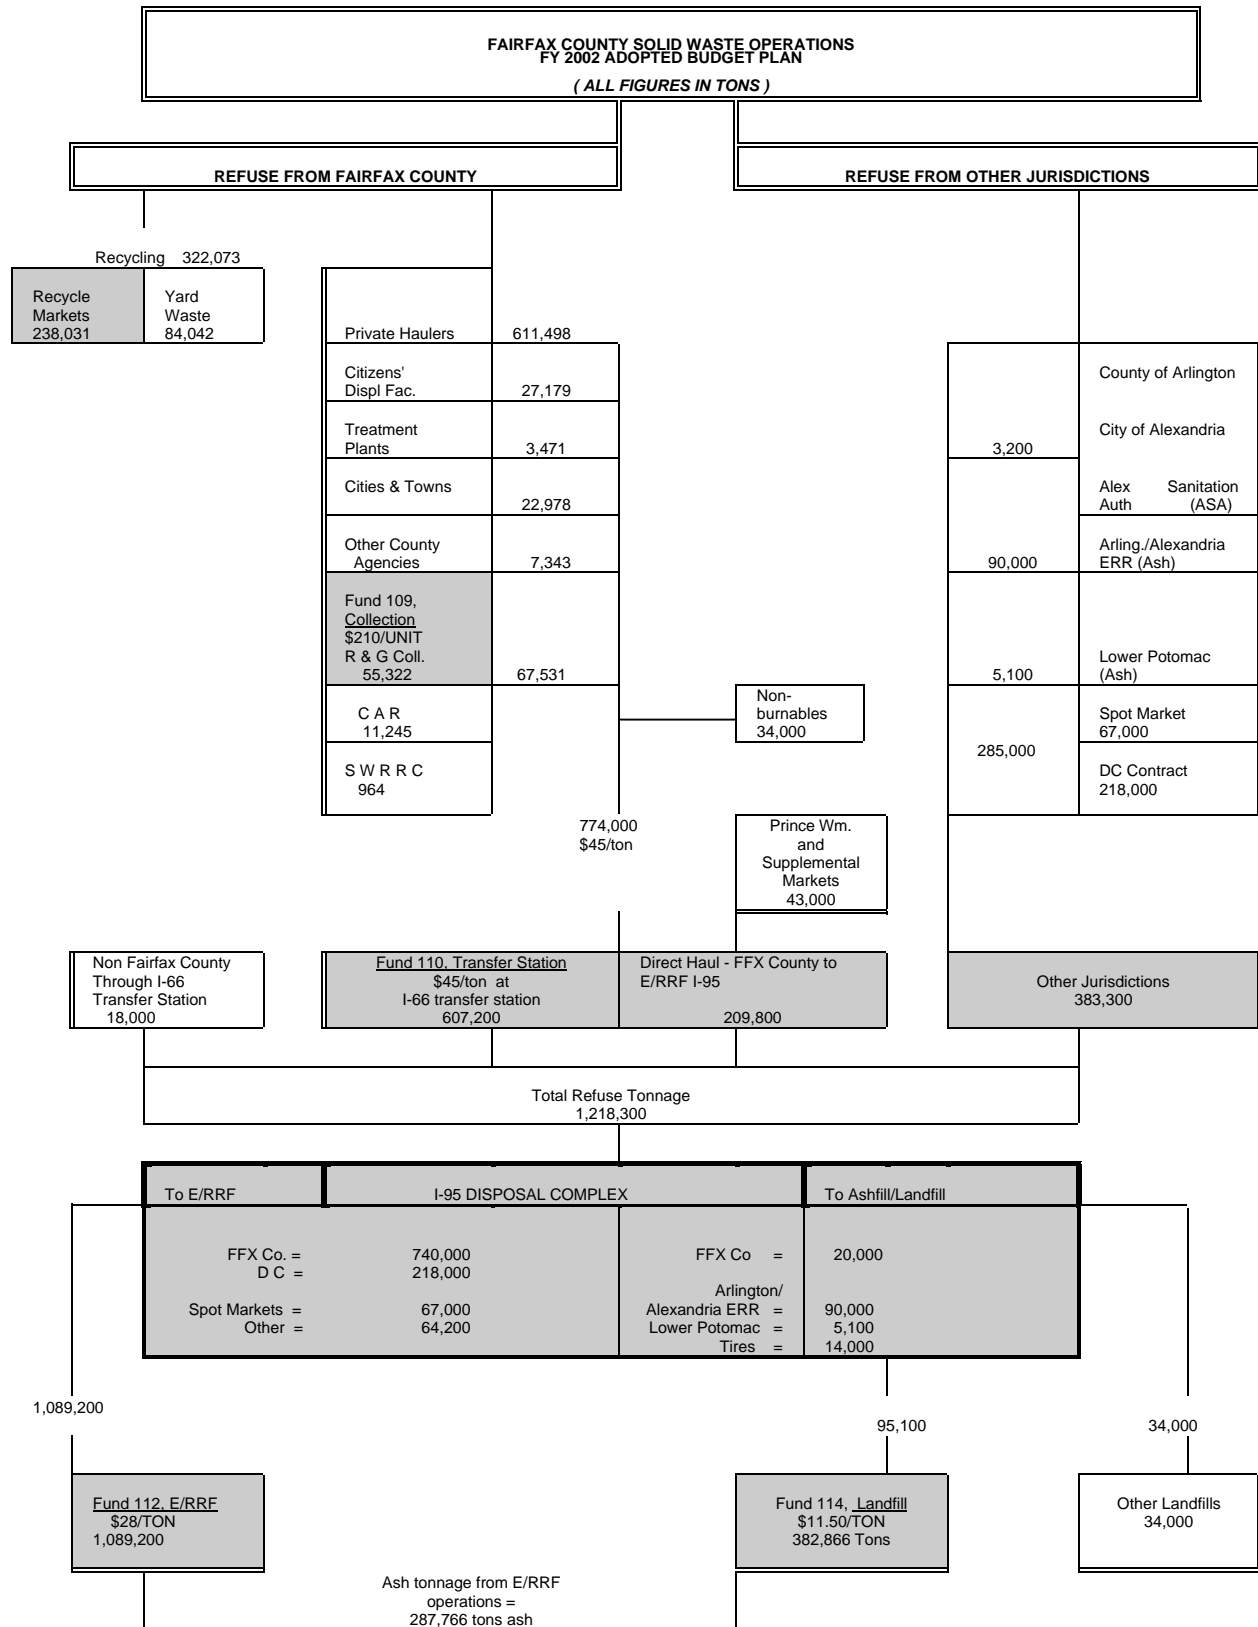 FAIRFAX COUNTY SOLID WASTE OPERATIONS
FY 2002 ADOPTED BUDGET PLAN
( ALL FIGURES IN TONS )
REFUSE FROM FAIRFAX COUNTY
REFUSE FROM OTHER JURISDICTIONS
Recycling 322,073
Recycle
Markets
238,031
Yard
Waste
84,042
Private Haulers 611,498
Citizens'
Displ Fac. 27,179
Treatment
Plants 3,471
Cities & Towns
22,978
Other County
Agencies 7,343
Fund 109,
Collection
$210/UNIT
R & G Coll.
55,322 67,531
C A R
11,245
S W R R C
964
Non-
burnables
34,000
County of Arlington
City of Alexandria
3,200
Alex Sanitation
Auth (ASA)
Arling./Alexandria
90,000 ERR (Ash)
Lower Potomac
5,100 (Ash)
Spot Market
67,000
285,000
DC Contract
218,000
774,000
$45/ton
Prince Wm.
and
Supplemental
Markets
43,000
Non Fairfax County
Through I-66
Transfer Station
18,000
Fund 110, Transfer Station
$45/ton at
I-66 transfer station
607,200
Direct Haul - FFX County to
E/RRF I-95
209,800
Other Jurisdictions
383,300
Total Refuse Tonnage
1,218,300
To E/RRF I-95 DISPOSAL COMPLEX To Ashfill/Landfill
FFX Co. = 740,000
D C = 218,000
Spot Markets = 67,000
Other = 64,200
FFX Co = 20,000
Arlington/
Alexandria ERR = 90,000
Lower Potomac = 5,100
Tires = 14,000
1,089,200
95,100
34,000
Fund 112, E/RRF
$28/TON
1,089,200
Fund 114, Landfill
$11.50/TON
382,866 Tons
Other Landfills
34,000
Ash tonnage from E/RRF
operations =
287,766 tons ash